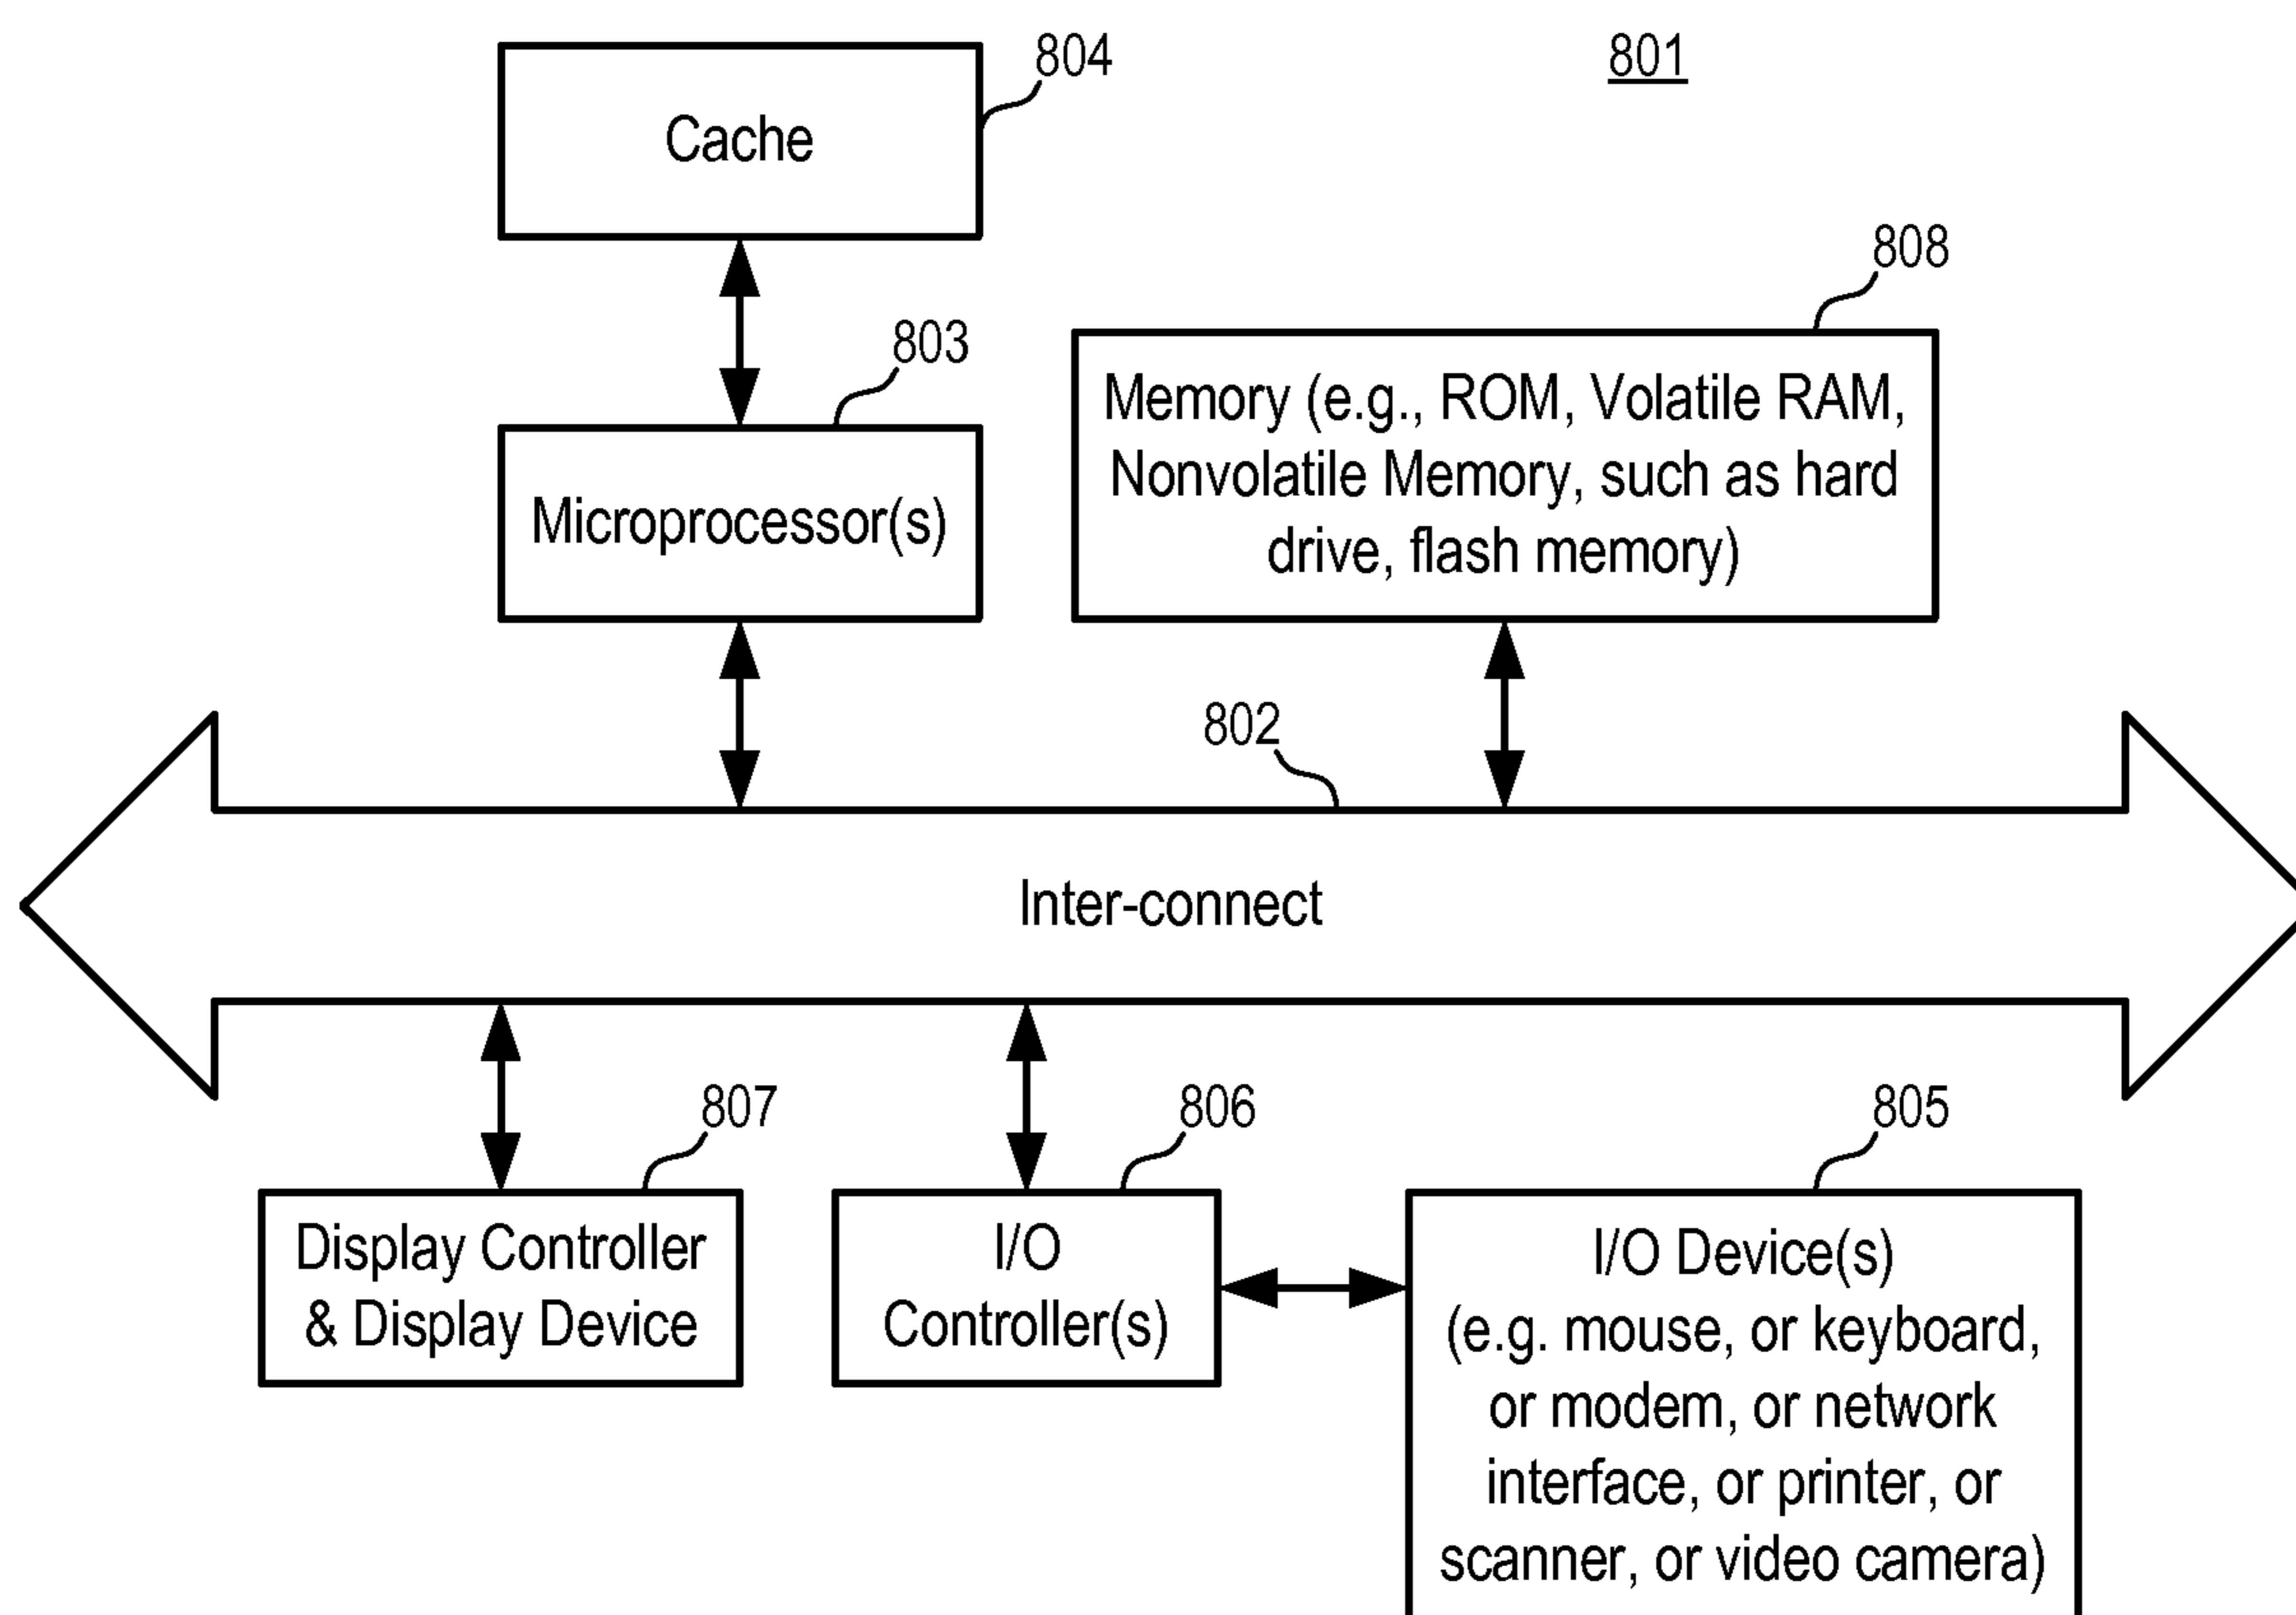 804
801
Cache
808
803
Memory (e.g., ROM, Volatile RAM,
Nonvolatile Memory, such as hard
drive, flash memory)
Microprocessor(s)
802
Inter-connect
807
806
805
Display Controller
& Display Device
I/O
Controller(s)
I/O Device(s)
(e.g. mouse, or keyboard,
or modem, or network
interface, or printer, or
scanner, or video camera)